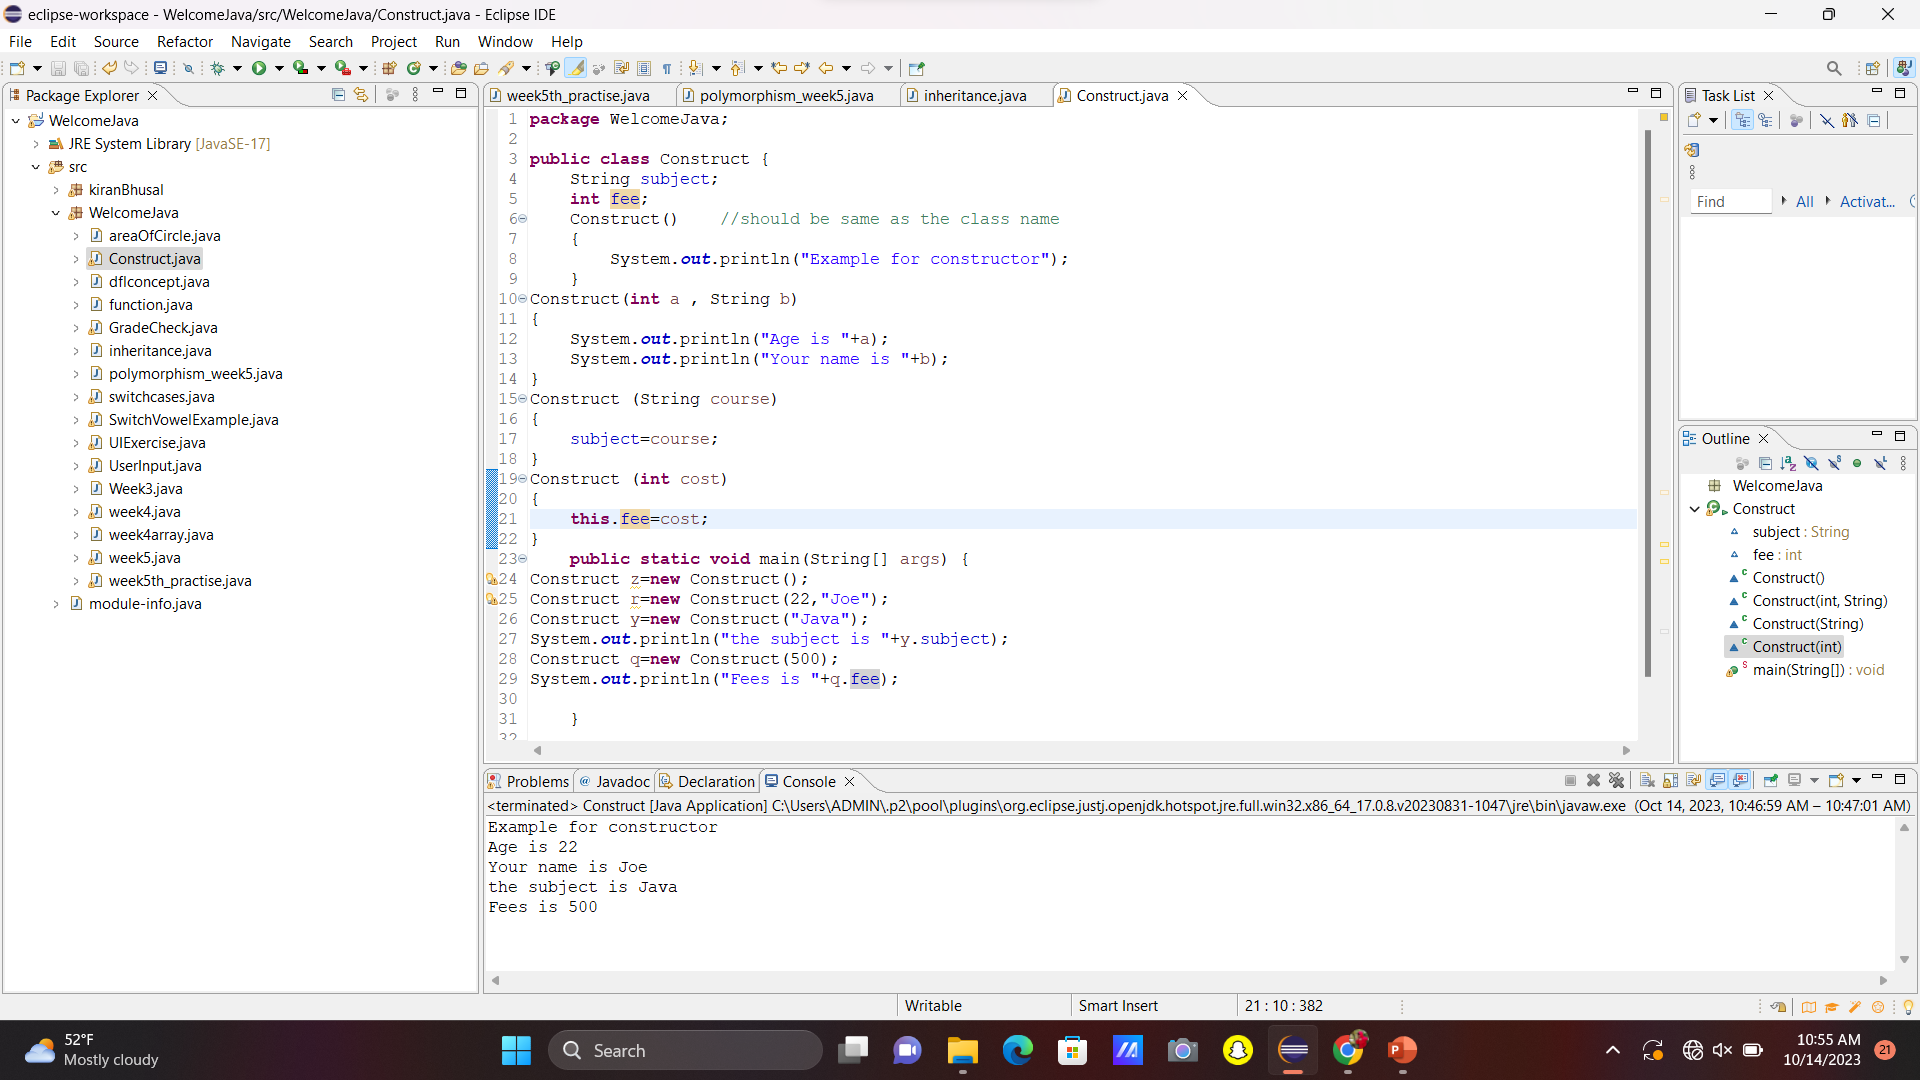 eclipse-workspace - WelcomeJava/src/WelcomeJava/Construct.java - Eclipse IDE
File Edit Source Refactor Navigate Search Project Run Window Help
Package Explorer
WelcomeJava
JRE System Library [JavaSE-17]
src
kiranBhusal
WelcomeJava
areaOfCircle.java
Construct.java
dflconcept.java
function.java
GradeCheck.java
inheritance.java
polymorphism_week5.java
switchcases.java
SwitchVowelExample.java
UIExercise.java
UserInput.java
Week3.java
week4.java
week4array.java
week5.java
week5th_practise.java
module-info.java
week5th_practise.java polymorphism_week5.java inheritance.java Construct.java
1 package WelcomeJava;
2
3 public class Construct {
4 String subject;
5 int fee;
6 Construct() //should be same as the class name
7 {
8 System.out.println("Example for constructor");
9 }
10 Construct(int a , String b)
11 {
12 System.out.println("Age is "+a);
13 System.out.println("Your name is "+b);
14 }
15 Construct (String course)
16 {
17 subject=course;
18 }
19 Construct (int cost)
20 {
21 this.fee=cost;
22 }
23 public static void main(String[] args) {
24 Construct z=new Construct();
25 Construct r=new Construct(22,"Joe");
26 Construct y=new Construct("Java");
27 System.out.println("the subject is "+y.subject);
28 Construct q=new Construct(500);
29 System.out.println("Fees is "+q.fee);
30
31 }
32
Task List
Find All Activat...
Outline
WelcomeJava
Construct
subject : String
fee : int
Construct()
Construct(int, String)
Construct(String)
Construct(int)
main(String[]) : void
Problems @ Javadoc Declaration Console
<terminated> Construct [Java Application] C:\Users\ADMIN\.p2\pool\plugins\org.eclipse.justj.openjdk.hotspot.jre.full.win32.x86_64_17.0.8.v20230831-1047\jre\bin\javaw.exe (Oct 14, 2023, 10:46:59 AM – 10:47:01 AM)
Example for constructor
Age is 22
Your name is Joe
the subject is Java
Fees is 500
Writable Smart Insert 21 : 10 : 382
52°F
Mostly cloudy
Search
10:55 AM
10/14/2023
21